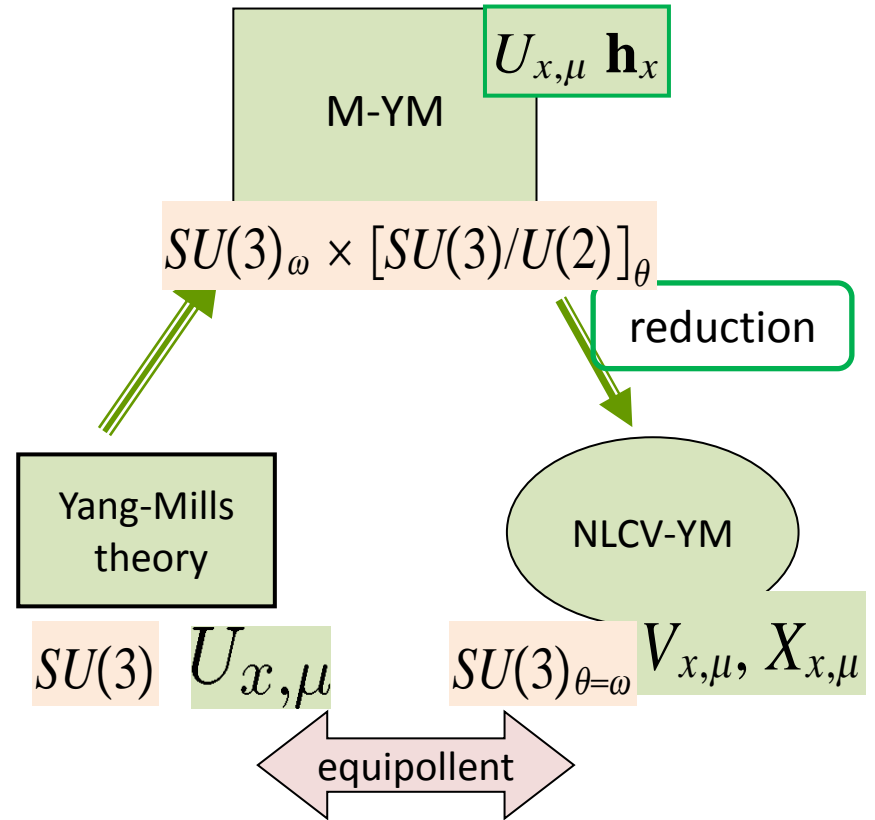 U_{x,μ} 𝐡_x
M-YM
SU(3)_ω × [SU(3)/U(2)]_θ
reduction
Yang-Mills
theory
NLCV-YM
SU(3) U_{x,μ}
SU(3)_{θ=ω} V_{x,μ}, X_{x,μ}
equipollent